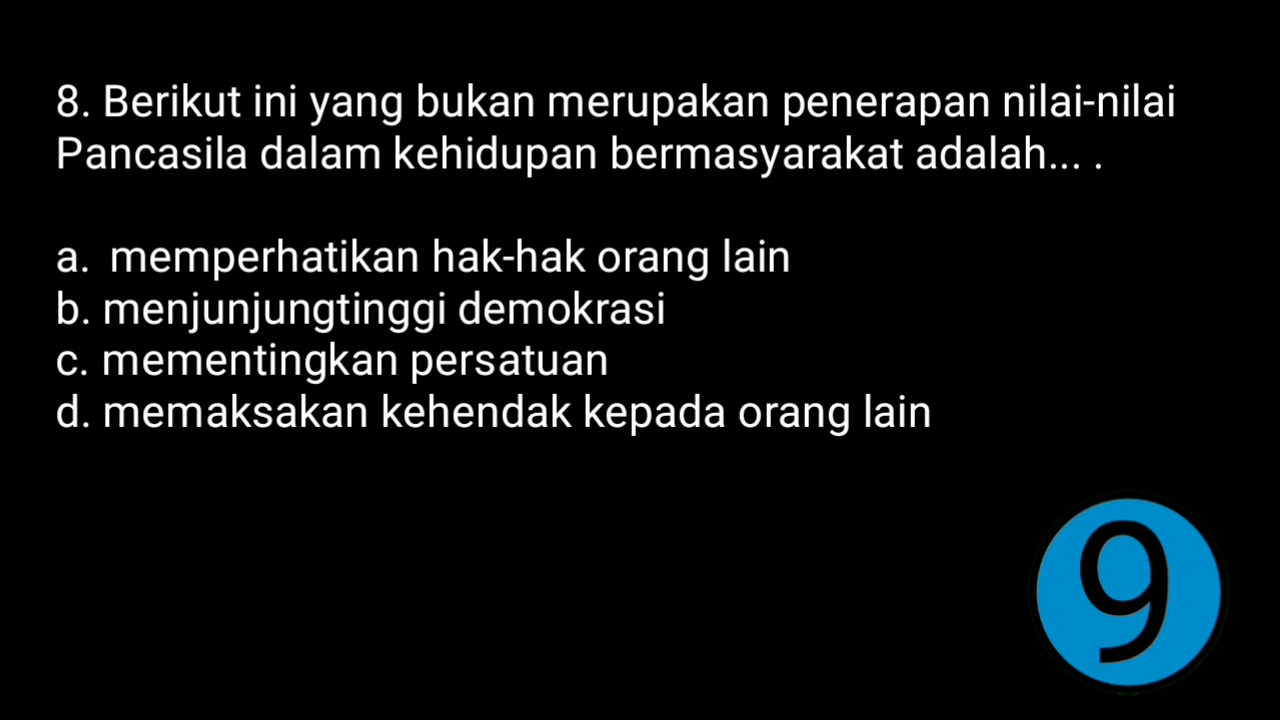 8. Berikut ini yang bukan merupakan penerapan nilai-nilai
Pancasila dalam kehidupan bermasyarakat adalah... .
a. memperhatikan hak-hak orang lain
b. menjunjungtinggi demokrasi
c. mementingkan persatuan
d. memaksakan kehendak kepada orang lain
9